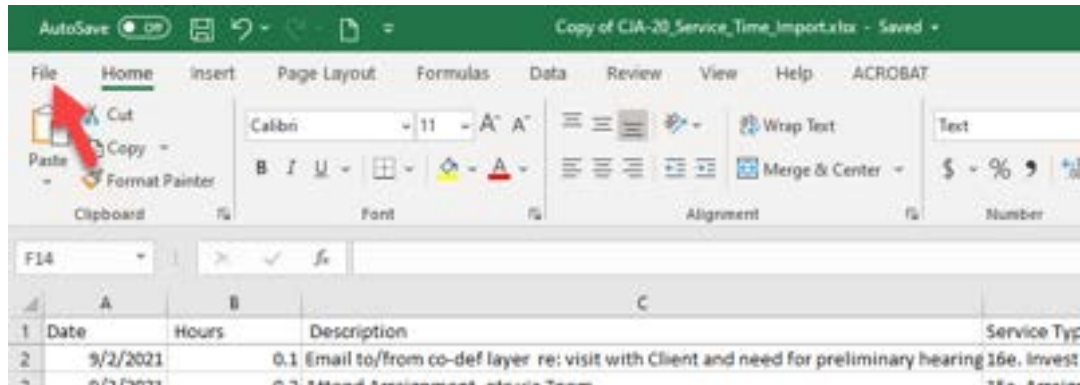 AutoSave Off Copy of CJA-20_Service_Time_Import.xlsx - Saved
File Home Insert Page Layout Formulas Data Review View Help ACROBAT
Cut Calibri 11 A A Wrap Text Text
Paste Copy
Format Painter B I U A Merge & Center $ % 9
Clipboard Font Alignment Number
F14 fx
A B C
1 Date Hours Description Service Typ
2 9/2/2021 0.1 Email to/from co-def layer re: visit with Client and need for preliminary hearing 16e. Invest